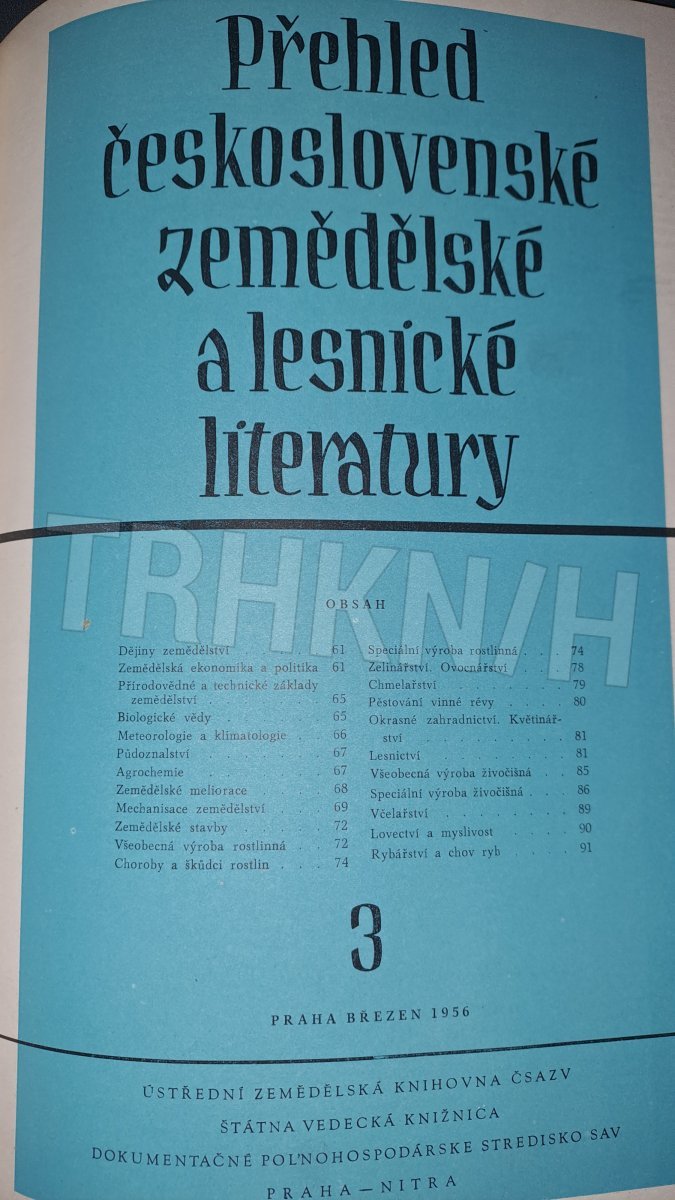 Přehled
československé
zemědělské
a lesnické
literatury
TRHKN/H
OBSAH
Dějiny zemědělství . . . . . . 61
Zemědělská ekonomika a politika 61
Přírodovědné a technické základy
zemědělství . . . . . . . 65
Biologické vědy . . . . . . . 65
Meteorologie a klimatologie . . 66
Půdoznalství . . . . . . . . 67
Agrochemie . . . . . . . . 67
Zemědělské meliorace . . . . 68
Mechanisace zemědělství . . . 69
Zemědělské stavby . . . . . . 72
Všeobecná výroba rostlinná . . 72
Choroby a škůdci rostlin . . . 74
Speciální výroba rostlinná . . . 74
Zelinářství. Ovocnářství . . . . 78
Chmelařství . . . . . . . . 79
Pěstování vinné révy . . . . 80
Okrasné zahradnictví. Květinář-
ství . . . . . . . . . . 81
Lesnictví . . . . . . . . . 81
Všeobecná výroba živočišná . . 85
Speciální výroba živočišná . . . 86
Včelařství . . . . . . . . . 89
Lovectví a myslivost . . . . 90
Rybářství a chov ryb . . . . 91
3
PRAHA BŘEZEN 1956
ÚSTŘEDNÍ ZEMĚDĚLSKÁ KNIHOVNA ČSAZV
ŠTÁTNA VEDECKÁ KNIŽNICA
DOKUMENTAČNÉ POĽNOHOSPODÁRSKE STREDISKO SAV
PRAHA — NITRA